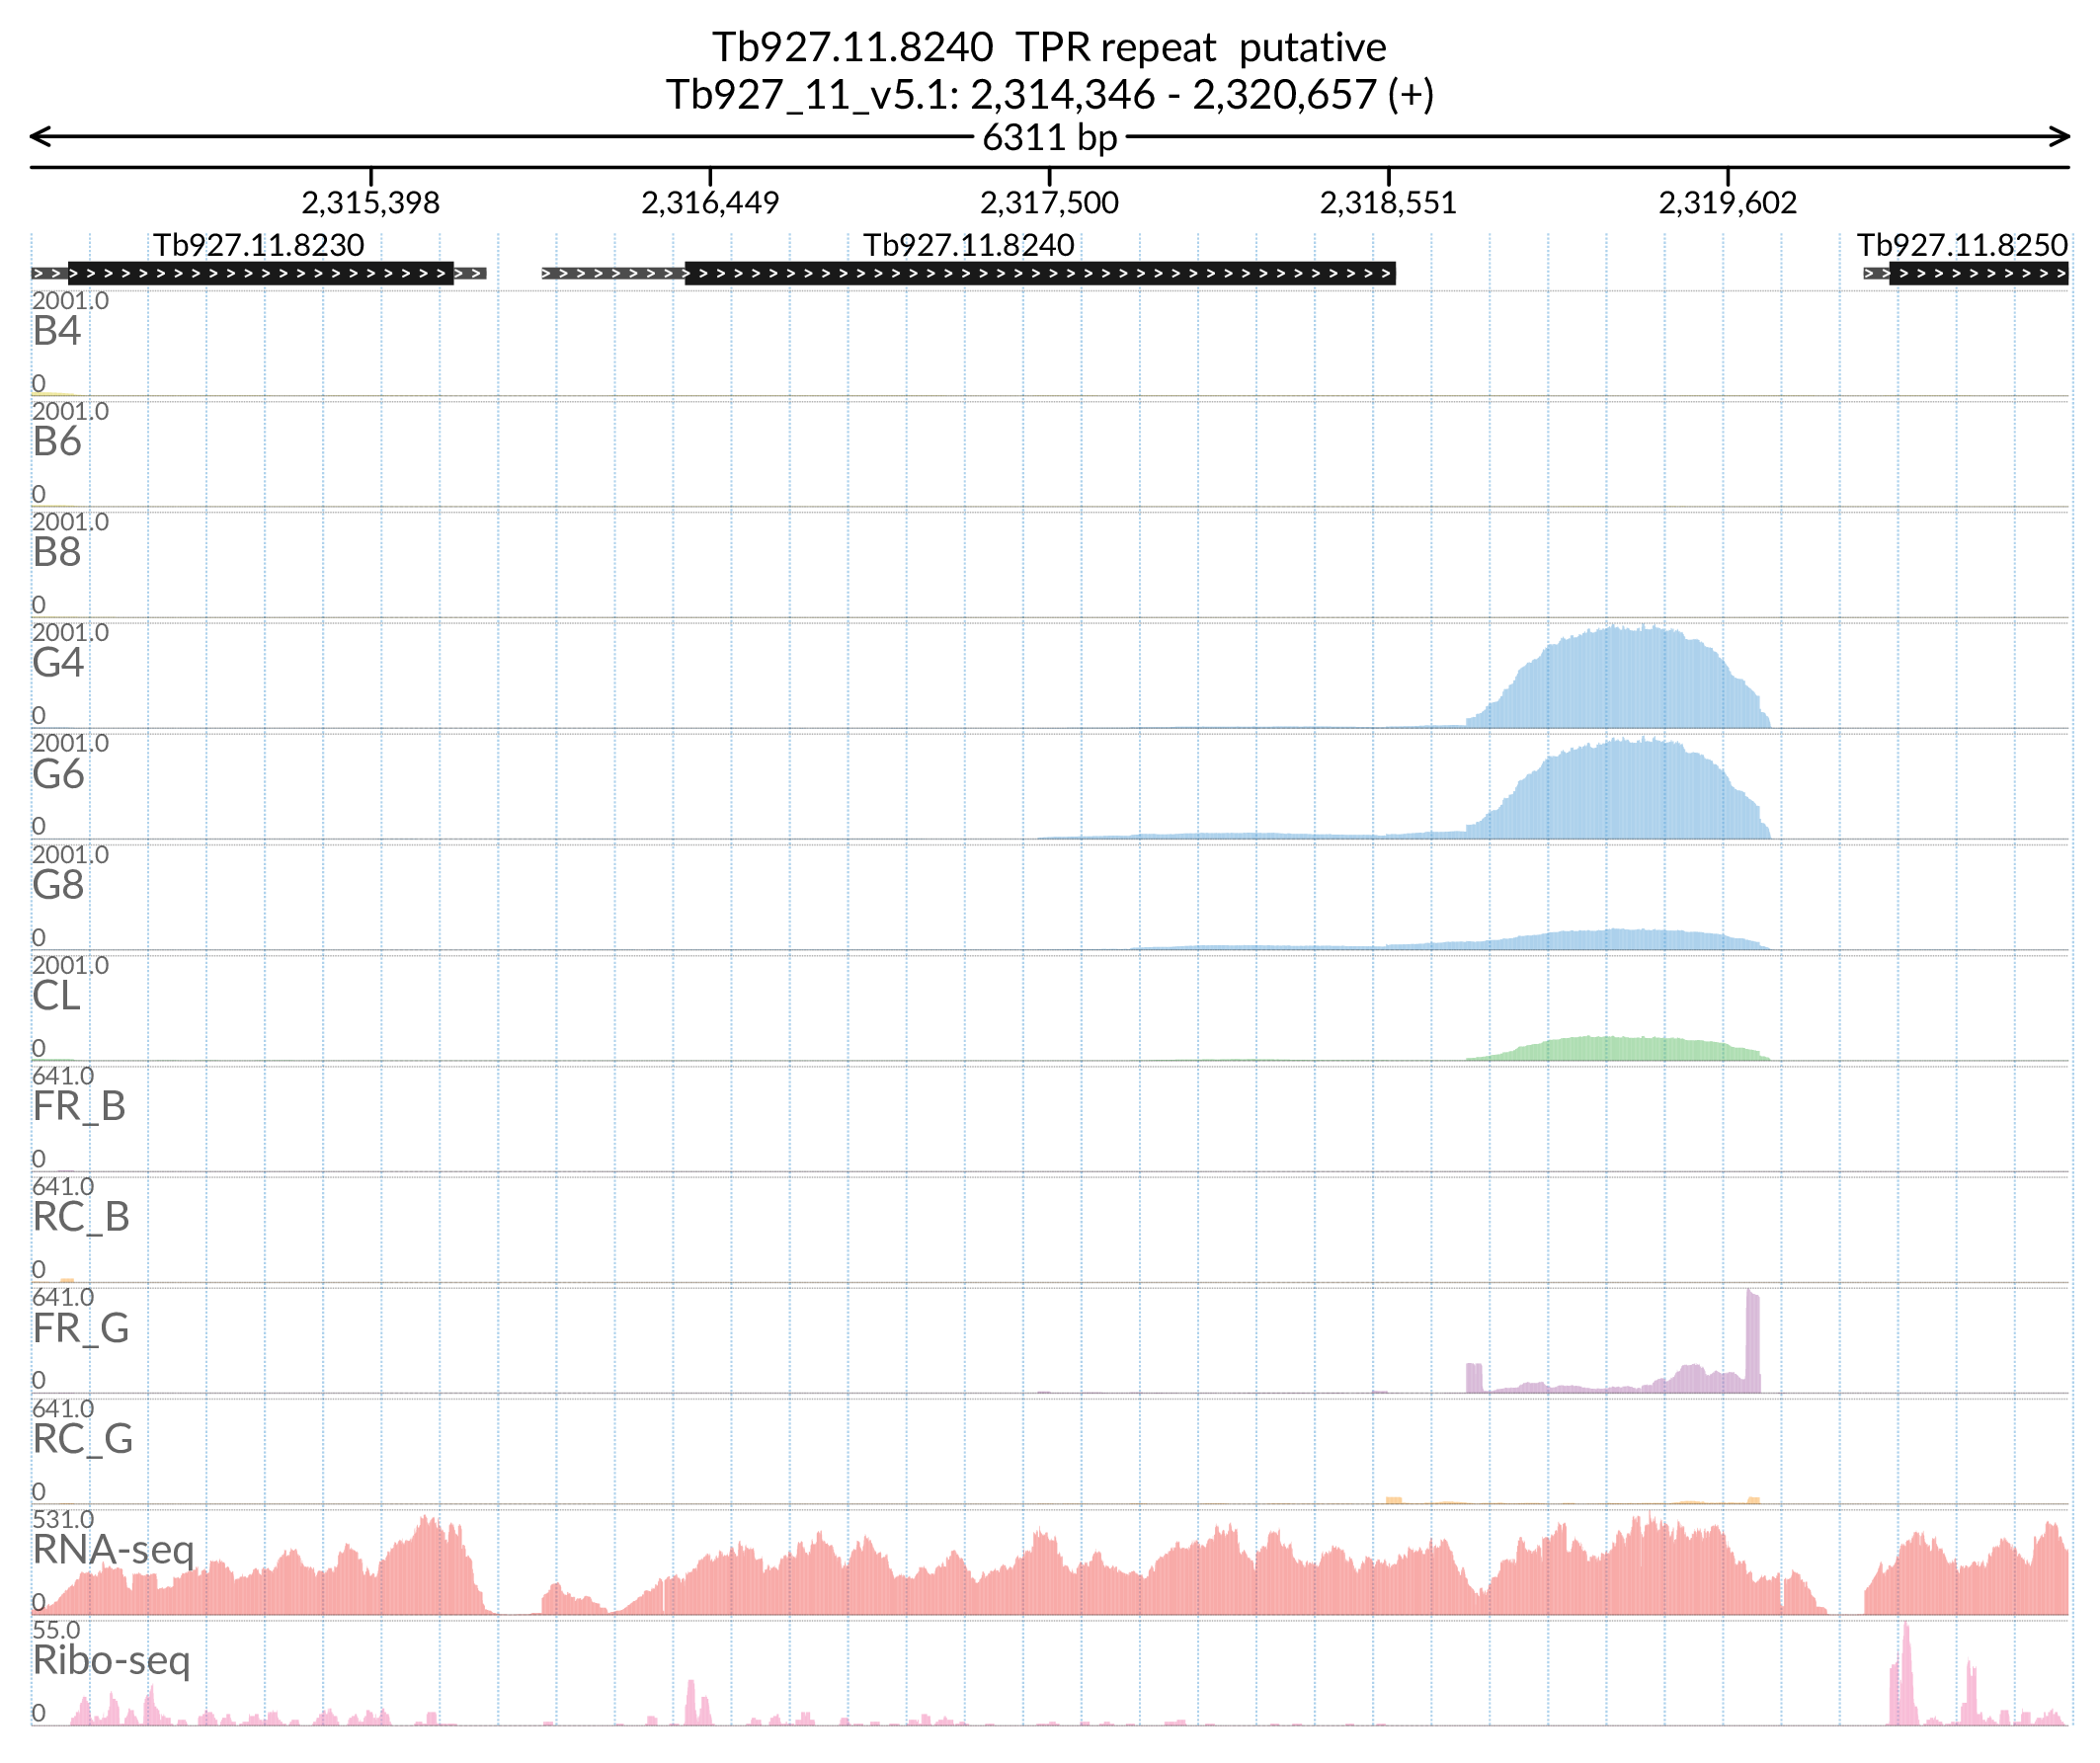 Tb927.11.8240  TPR repeat  putative
Tb927_11_v5.1: 2,314,346 - 2,320,657 (+)
6311 bp
2,315,398 2,316,449 2,317,500 2,318,551 2,319,602
Tb927.11.8230 Tb927.11.8240 Tb927.11.8250
2001.0
B4
0
2001.0
B6
0
2001.0
B8
0
2001.0
G4
0
2001.0
G6
0
2001.0
G8
0
2001.0
CL
0
641.0
FR_B
0
641.0
RC_B
0
641.0
FR_G
0
641.0
RC_G
0
531.0
RNA-seq
0
55.0
Ribo-seq
0